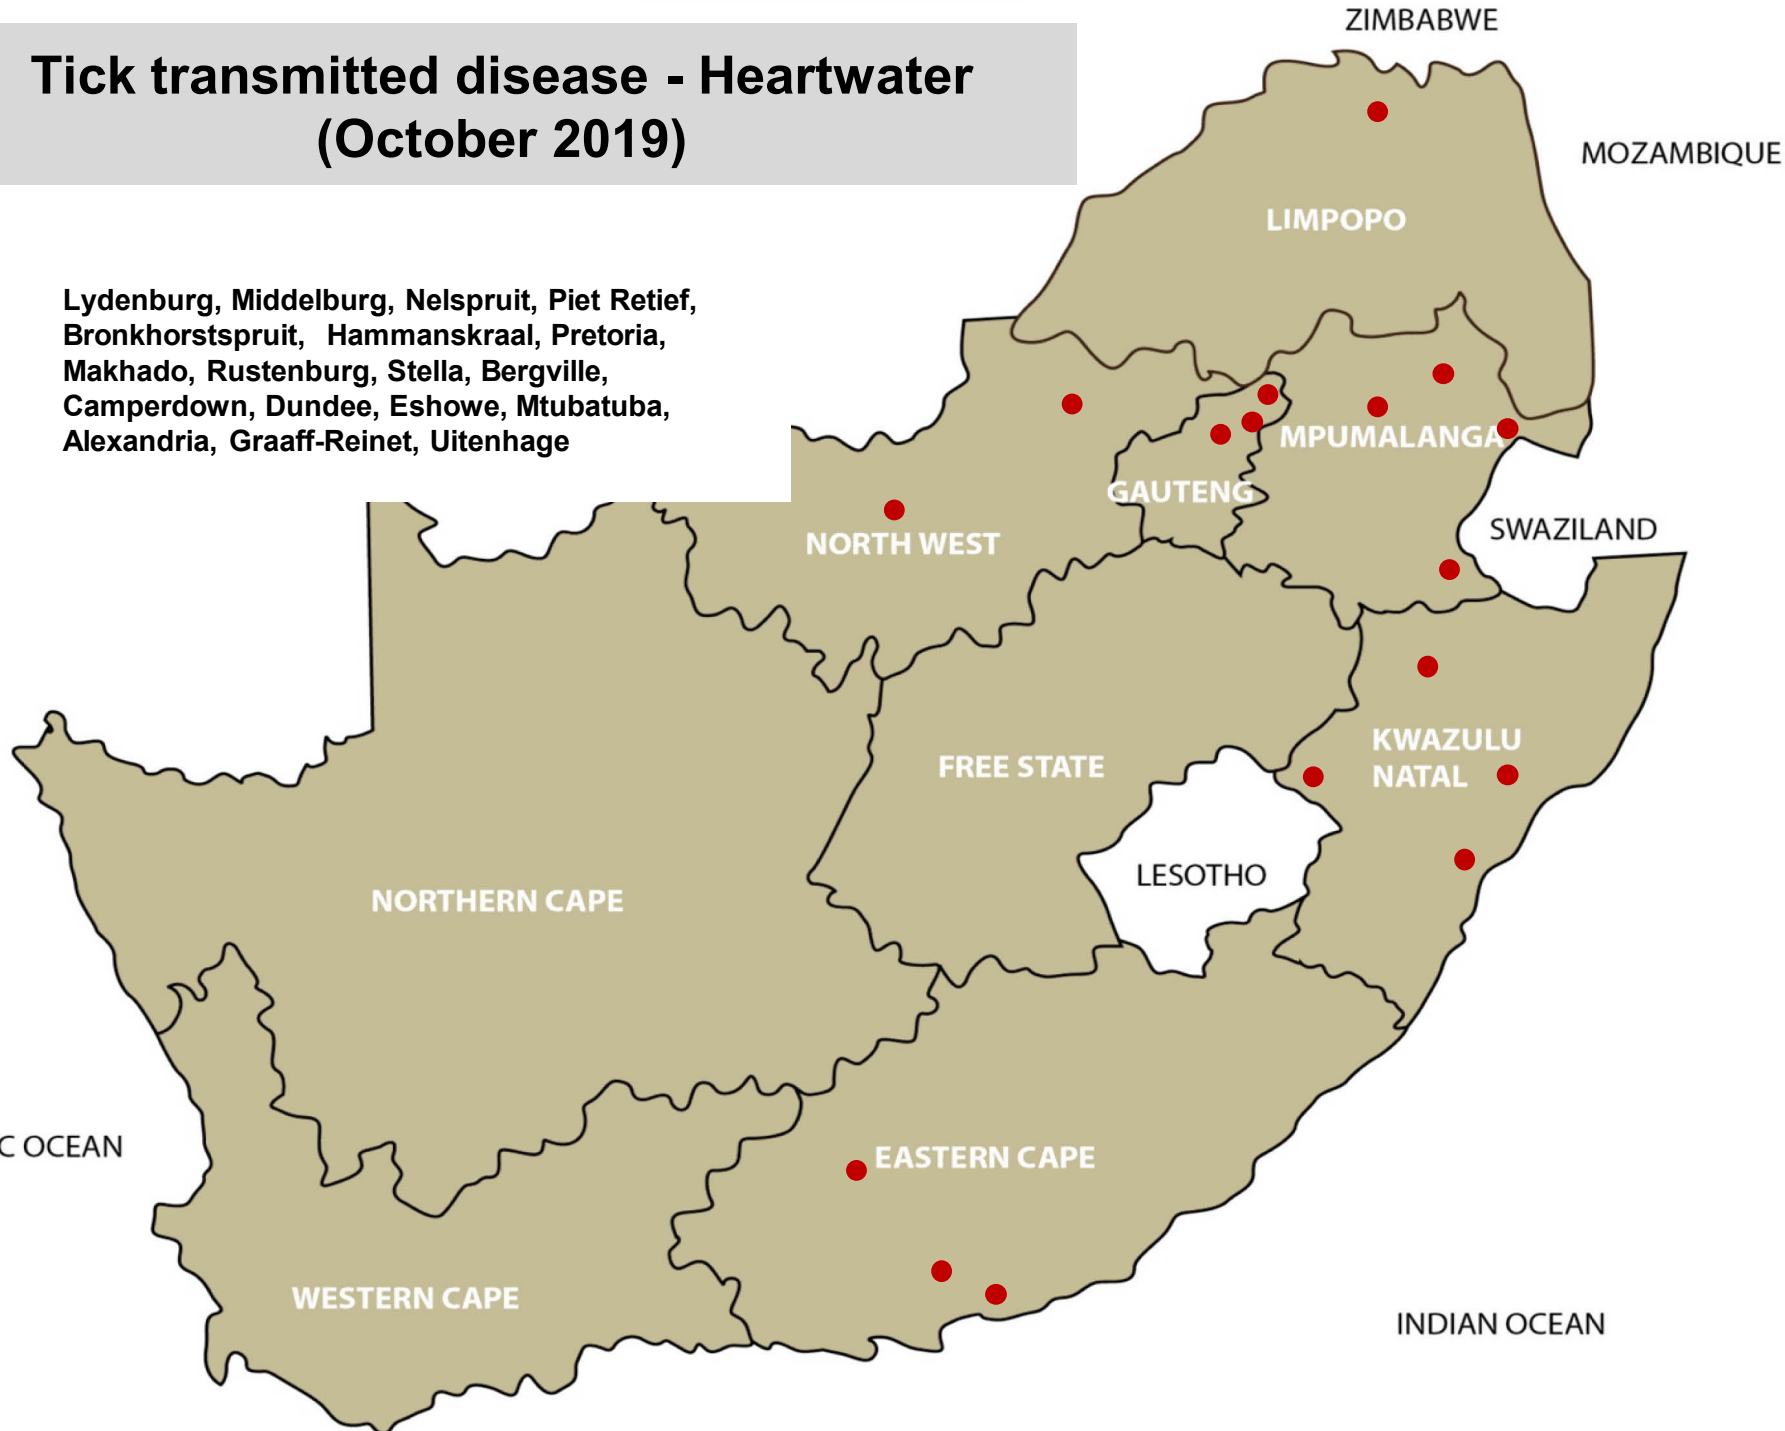 ZIMBABWE
Tick transmitted disease - Heartwater
(October 2019)
MOZAMBIQUE
LIMPOPO
Lydenburg, Middelburg, Nelspruit, Piet Retief,
Bronkhorstspruit, Hammanskraal, Pretoria,
Makhado, Rustenburg, Stella, Bergville,
Camperdown, Dundee, Eshowe, Mtubatuba,
Alexandria, Graaff-Reinet, Uitenhage
MPUMALANGA
GAUTENG
SWAZILAND
NORTH WEST
KWAZULU
NATAL
FREE STATE
LESOTHO
NORTHERN CAPE
C OCEAN
EASTERN CAPE
WESTERN CAPE
INDIAN OCEAN